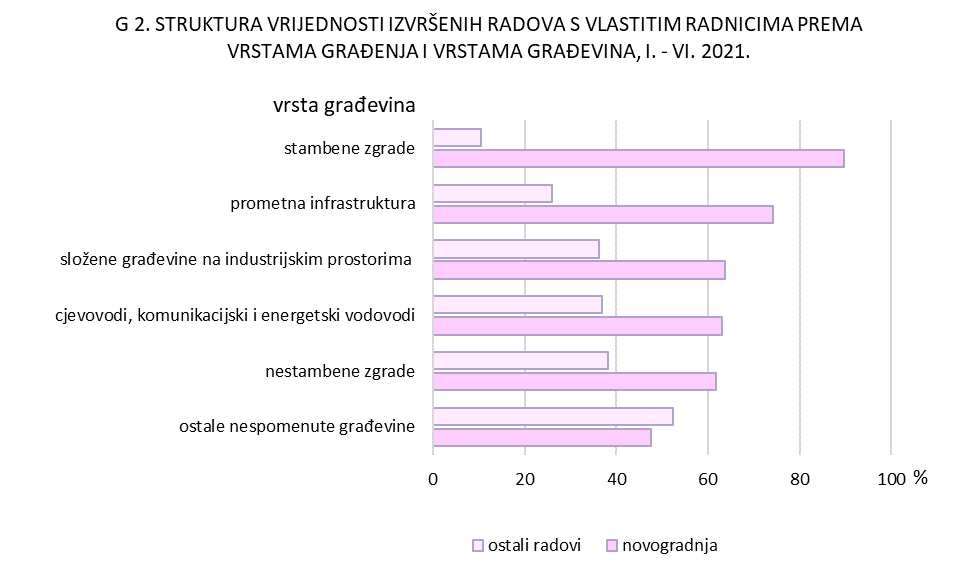 G 2. STRUKTURA VRIJEDNOSTI IZVRŠENIH RADOVA S VLASTITIM RADNICIMA PREMA
VRSTAMA GRAĐENJA I VRSTAMA GRAĐEVINA, I. - VI. 2021.
vrsta građevina
stambene zgrade
prometna infrastruktura
složene građevine na industrijskim prostorima
cjevovodi, komunikacijski i energetski vodovodi
nestambene zgrade
ostale nespomenute građevine
0 20 40 60 80 100 %
ostali radovi novogradnja